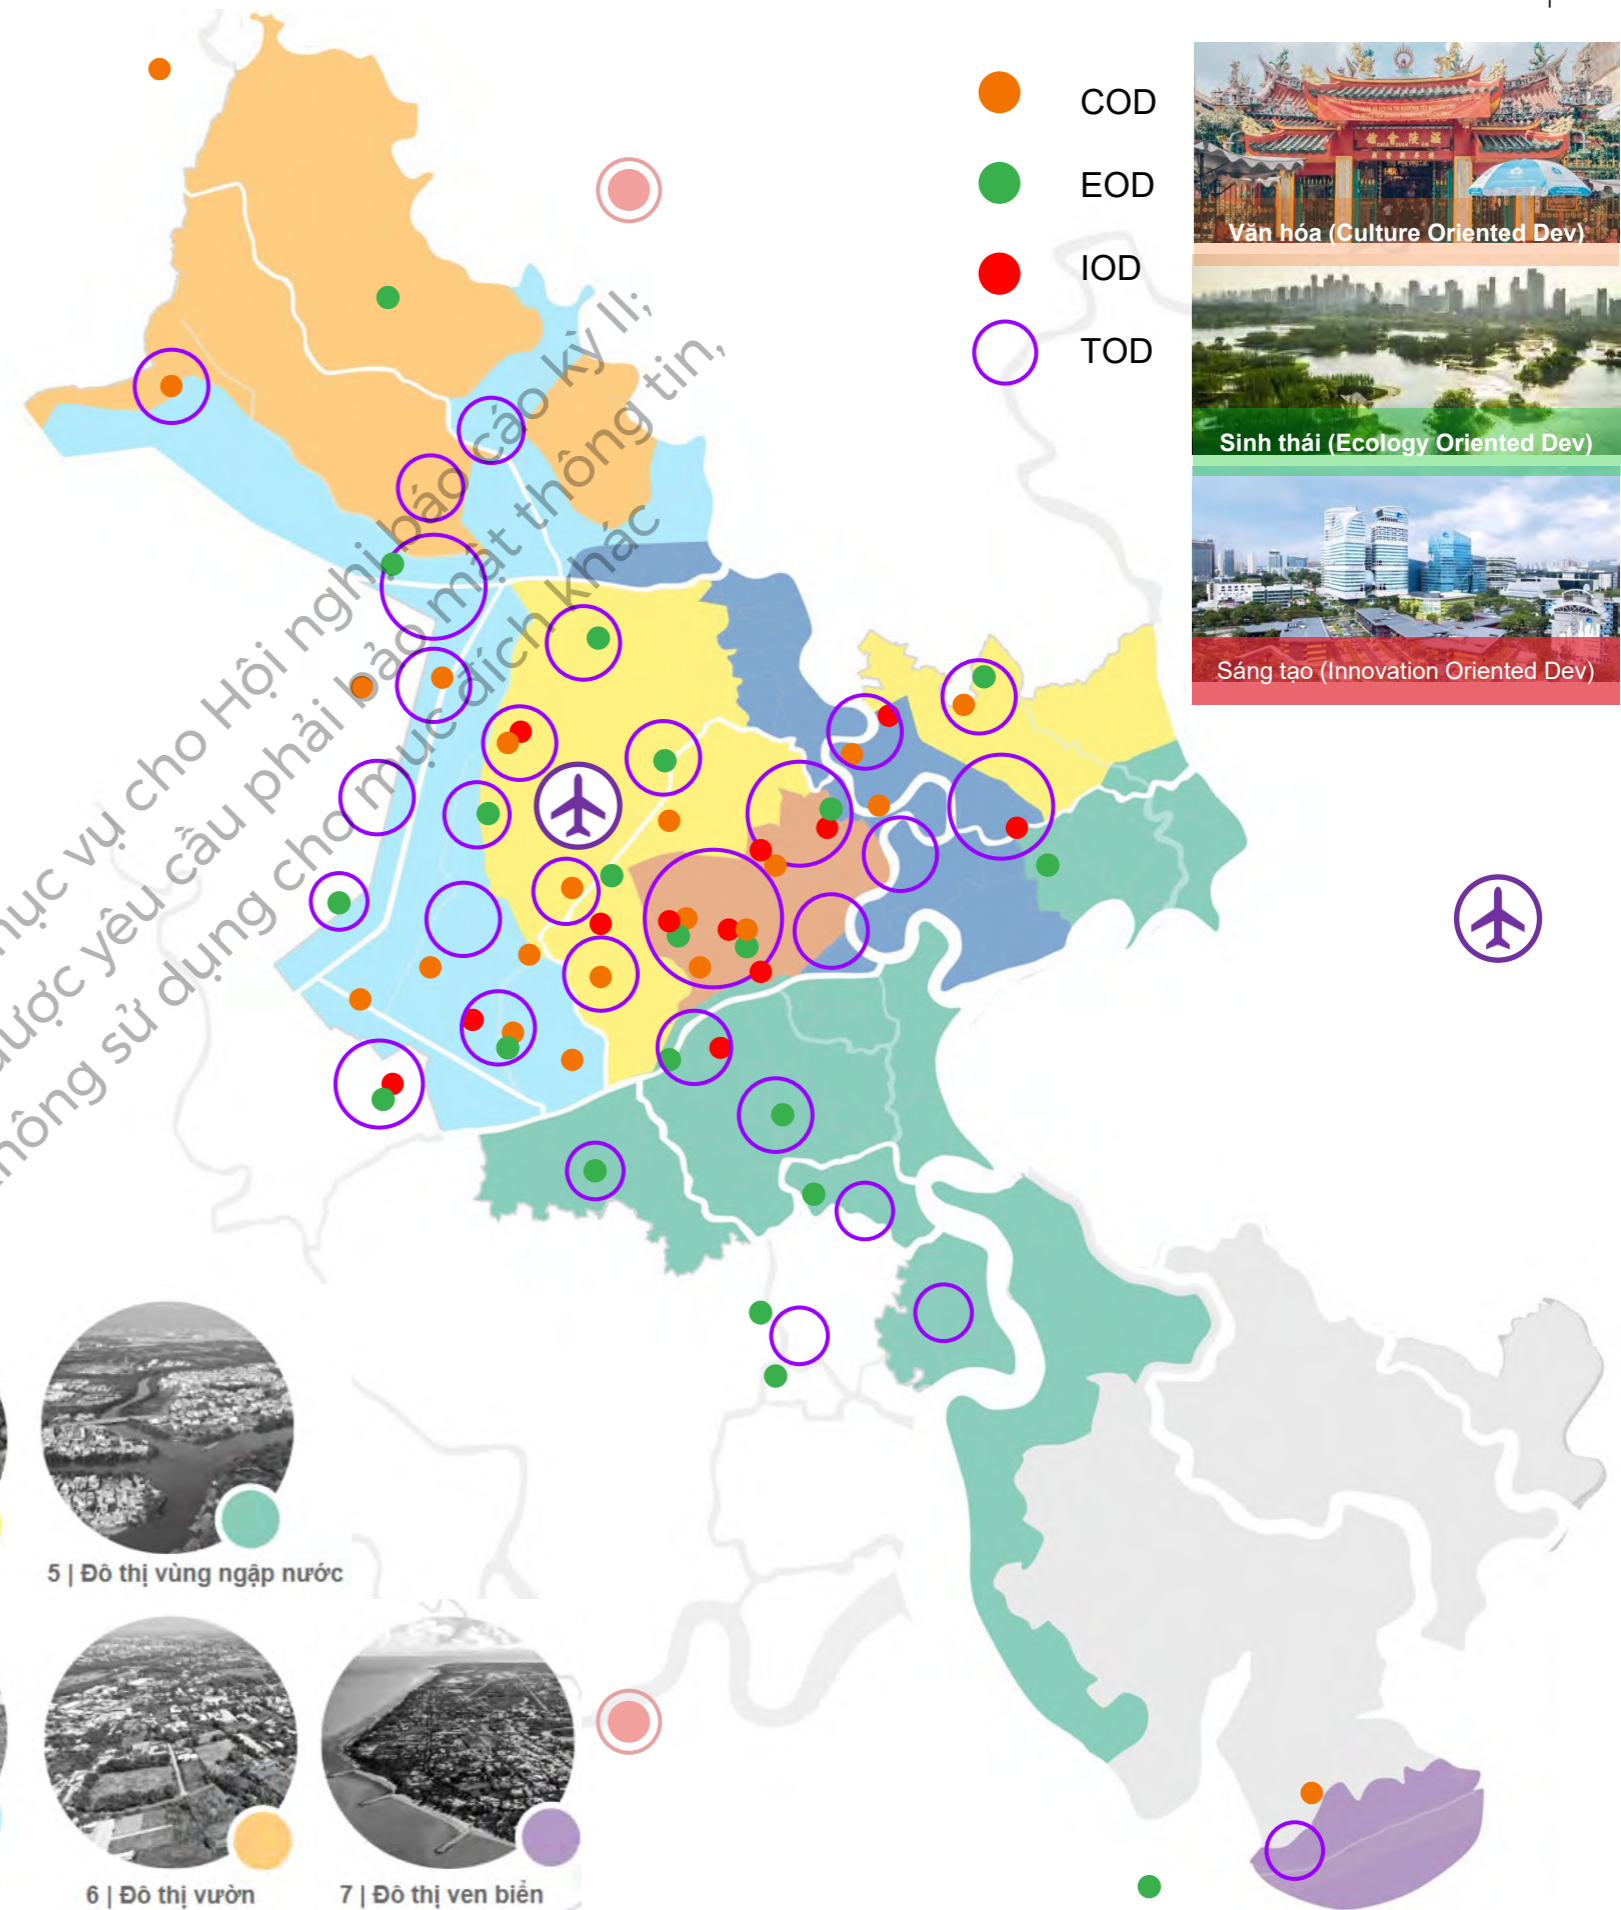 COD
EOD
IOD
TOD
Văn hóa (Culture Oriented Dev)
Sinh thái (Ecology Oriented Dev)
Sáng tạo (Innovation Oriented Dev)
phục vụ cho Hội nghị báo cáo kỳ II;
được yêu cầu phải bảo mật thông tin,
không sử dụng cho mục đích khác
5 | Đô thị vùng ngập nước
6 | Đô thị vườn
7 | Đô thị ven biển